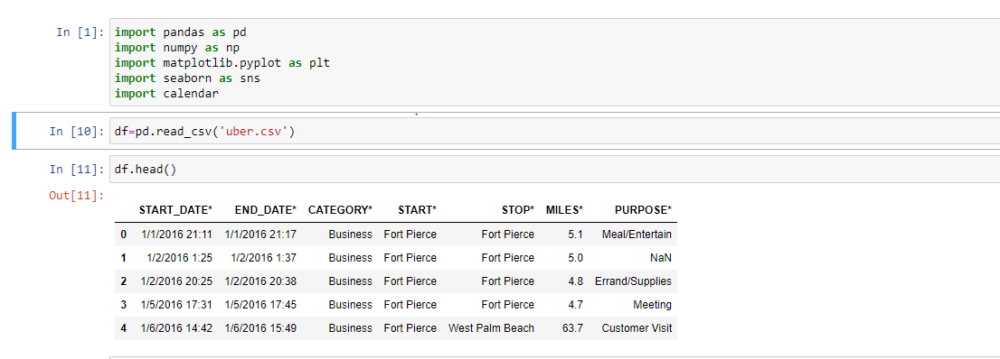 In [1]: import pandas as pd
import numpy as np
import matplotlib.pyplot as plt
import seaborn as sns
import calendar
In [10]: df=pd.read_csv('uber.csv')
In [11]: df.head()
Out[11]:
START_DATE* END_DATE* CATEGORY* START* STOP* MILES* PURPOSE*
0 1/1/2016 21:11 1/1/2016 21:17 Business Fort Pierce Fort Pierce 5.1 Meal/Entertain
1 1/2/2016 1:25 1/2/2016 1:37 Business Fort Pierce Fort Pierce 5.0 NaN
2 1/2/2016 20:25 1/2/2016 20:38 Business Fort Pierce Fort Pierce 4.8 Errand/Supplies
3 1/5/2016 17:31 1/5/2016 17:45 Business Fort Pierce Fort Pierce 4.7 Meeting
4 1/6/2016 14:42 1/6/2016 15:49 Business Fort Pierce West Palm Beach 63.7 Customer Visit